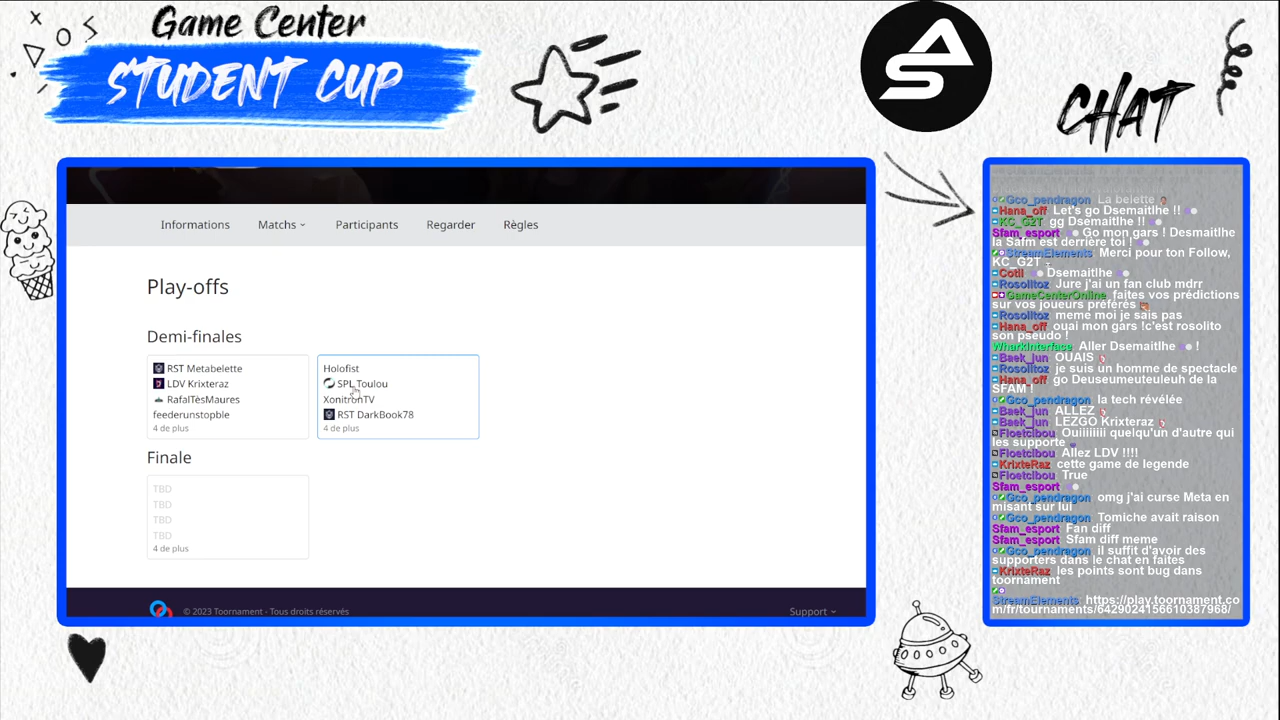 Game Center
STUDENT CUP
CHAT
Informations
Matchs
Participants
Regarder
Règles
Play-offs
Demi-finales
RST Metabelette
LDV Krixteraz
RafalTèsMaures
feederunstopble
4 de plus
Holofist
SPL Toulou
XonitronTV
RST DarkBook78
4 de plus
Finale
TBD
TBD
TBD
TBD
4 de plus
© 2023 Toornament - Tous droits réservés
Support
Gco_pendragon La belette
Hana_off Let's go Dsemaitlhe !!
KC_G2T gg Dsemaitlhe !!
Sfam_esport Go mon gars ! Desmaitlhe
la Safm est derrière toi !
StreamElements Merci pour ton Follow,
KC_G2T
Cotil Dsemaitlhe
Rosolitoz Jure j'ai un fan club mdrr
GameCenterOnline faites vos prédictions
sur vos joueurs préférés
Rosolitoz meme moi je sais pas
Hana_off ouai mon gars !c'est rosolito
son pseudo !
WharkInterface Aller Dsemaitlhe !
Baek_jun OUAIS
Rosolitoz je suis un homme de spectacle
Hana_off go Deuseumeuteuleuh de la
SFAM !
Gco_pendragon la tech révélée
Baek_jun ALLEZ
Baek_jun LEZGO Krixteraz
Floetcibou Ouiiiiiii quelqu'un d'autre qui
les supporte
Floetcibou Allez LDV !!!!
KrixteRaz cette game de legende
Floetcibou True
Sfam_esport
Gco_pendragon omg j'ai curse Meta en
misant sur lui
Gco_pendragon Tomiche avait raison
Sfam_esport Fan diff
Sfam_esport Sfam diff meme
Gco_pendragon il suffit d'avoir des
supporters dans le chat en faites
KrixteRaz les points sont bug dans
toornament
StreamElements https://play.toornament.co
m/fr/tournaments/6429024156610387968/